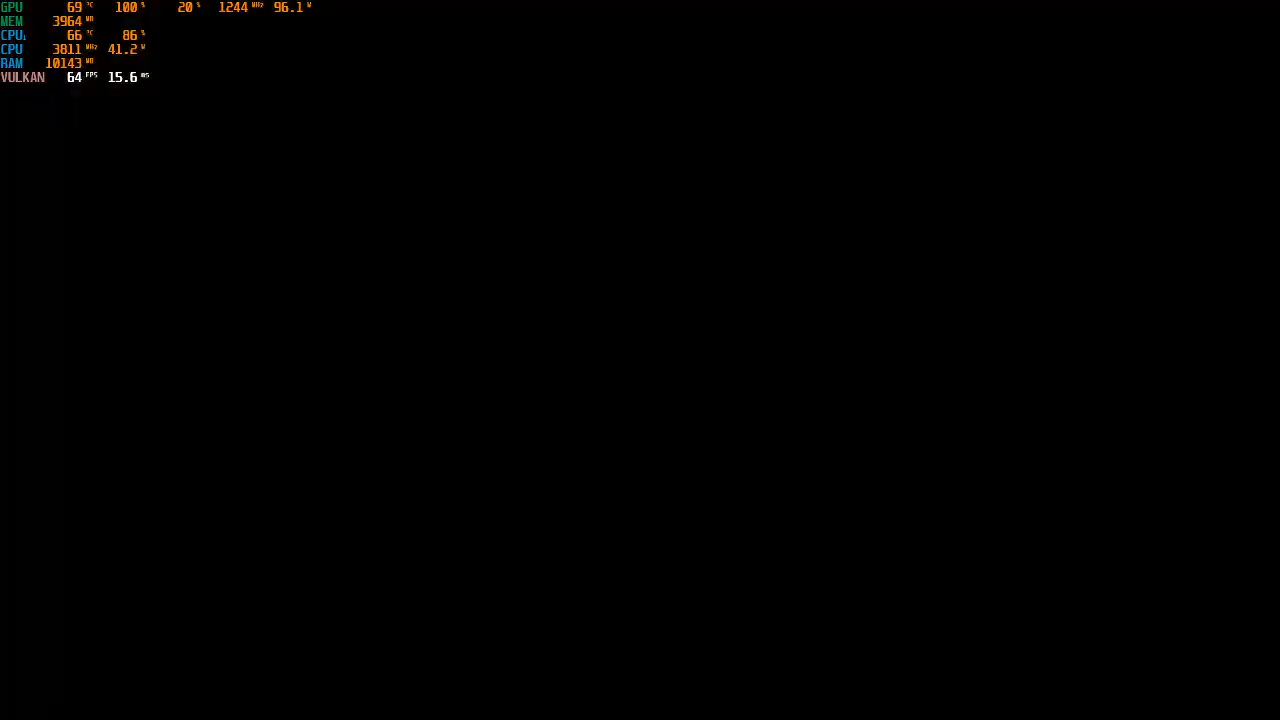 GPU 69 °C 100 % 20 % 1244 MHz 96.1 W
MEM 3964 MB
CPU 66 °C 86 %
CPU 3811 MHz 41.2 W
RAM 10143 MB
VULKAN 64 FPS 15.6 ms